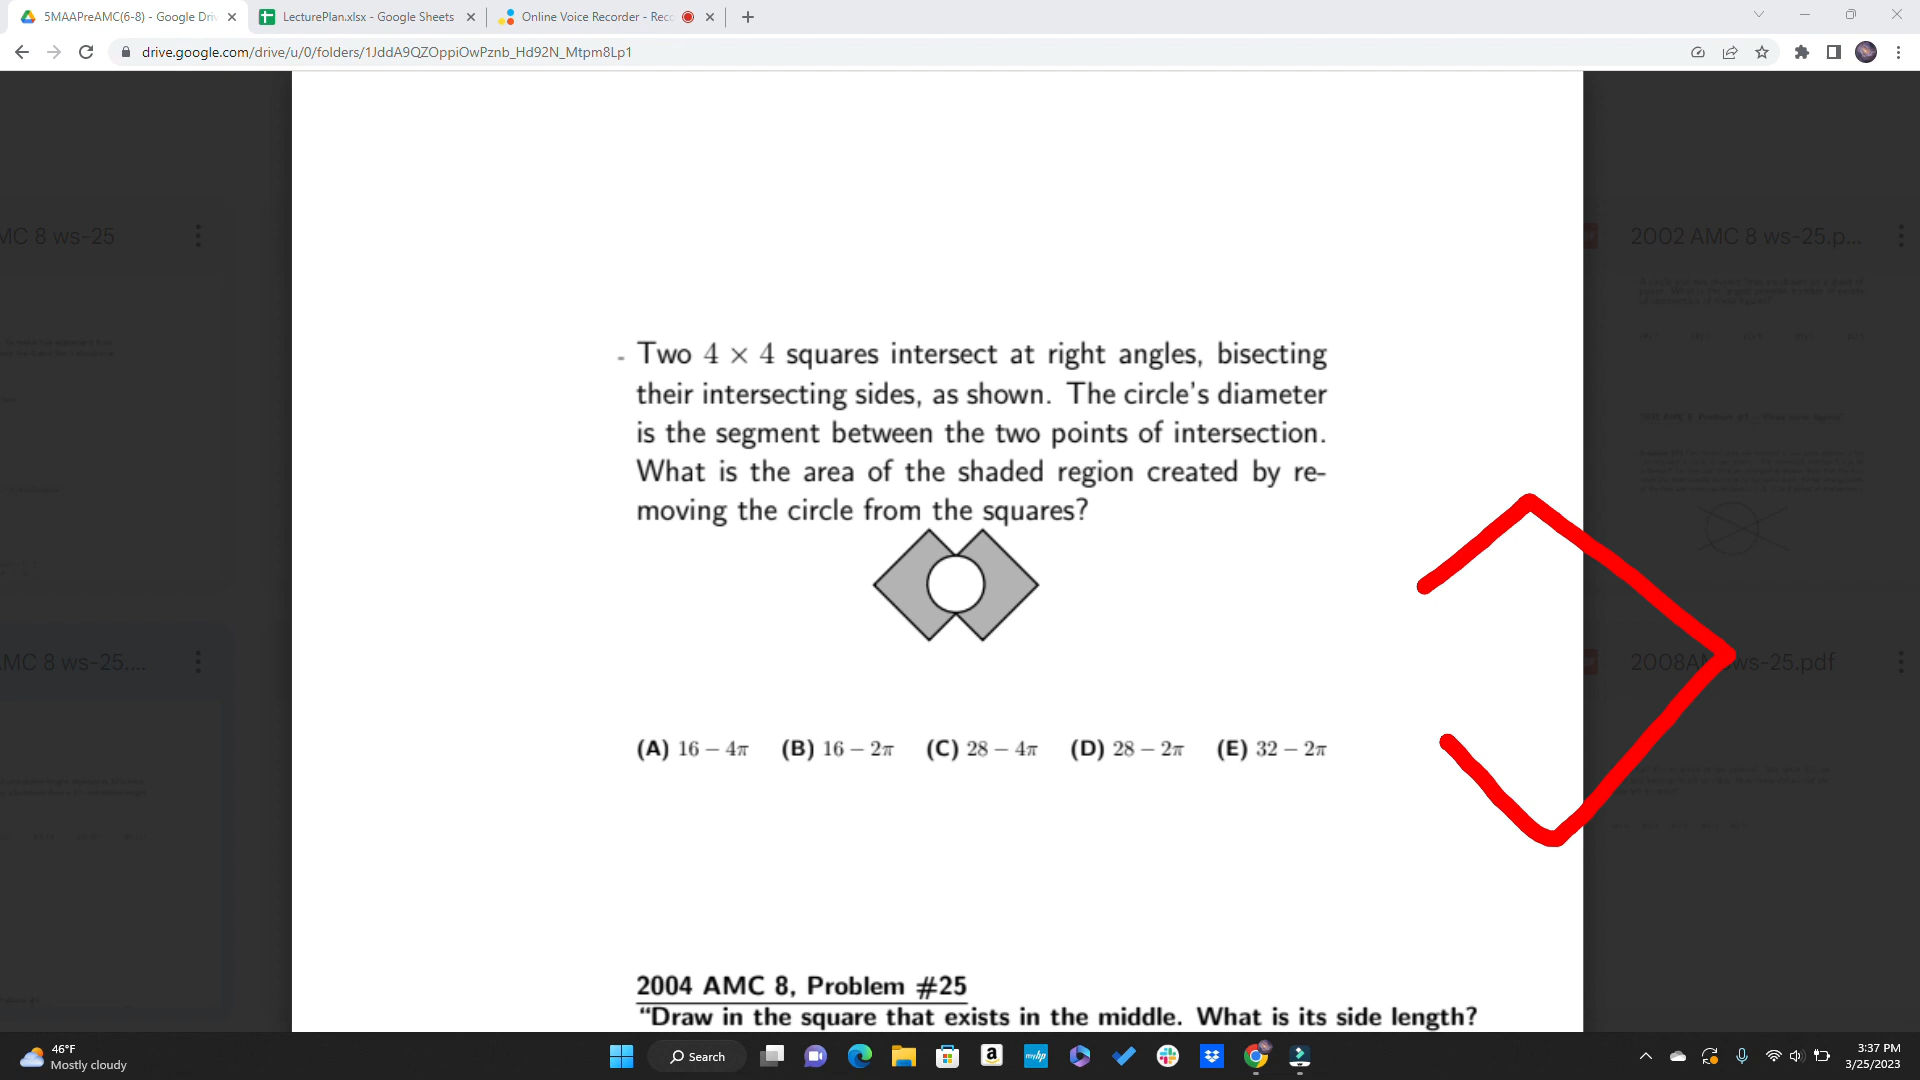 5MAAPreAMC(6-8) - Google Dri
LecturePlan.xlsx - Google Sheets
Online Voice Recorder - Rec
drive.google.com/drive/u/0/folders/1JddA9QZOppiOwPznb_Hd92N_Mtpm8Lp1
MC 8 ws-25
2002 AMC 8 ws-25.p...
- Two 4 × 4 squares intersect at right angles, bisecting
their intersecting sides, as shown. The circle's diameter
is the segment between the two points of intersection.
What is the area of the shaded region created by re-
moving the circle from the squares?
MC 8 ws-25....
2008AM ws-25.pdf
(A) 16 − 4π (B) 16 − 2π (C) 28 − 4π (D) 28 − 2π (E) 32 − 2π
2004 AMC 8, Problem #25
"Draw in the square that exists in the middle. What is its side length?
46°F
Mostly cloudy
Search
a
myhp
3:37 PM
3/25/2023